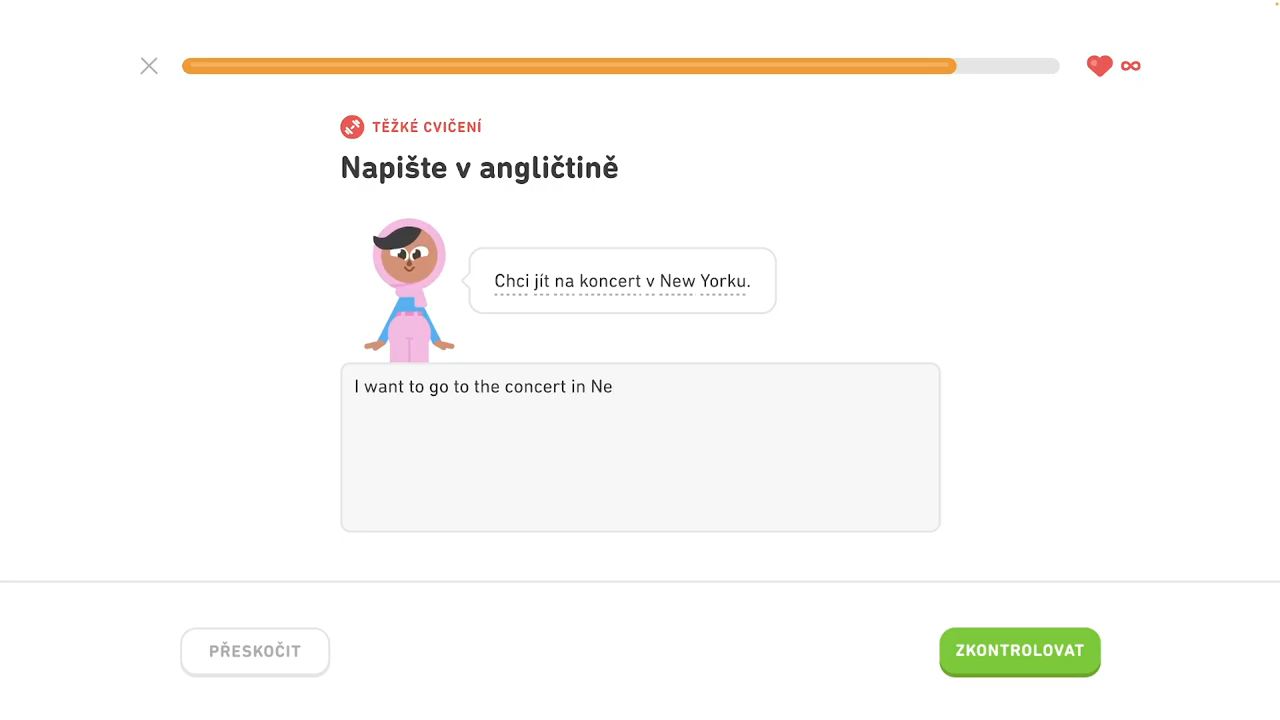 ∞
TĚŽKÉ CVIČENÍ
Napište v angličtině
Chci jít na koncert v New Yorku.
I want to go to the concert in Ne
PŘESKOČIT
ZKONTROLOVAT